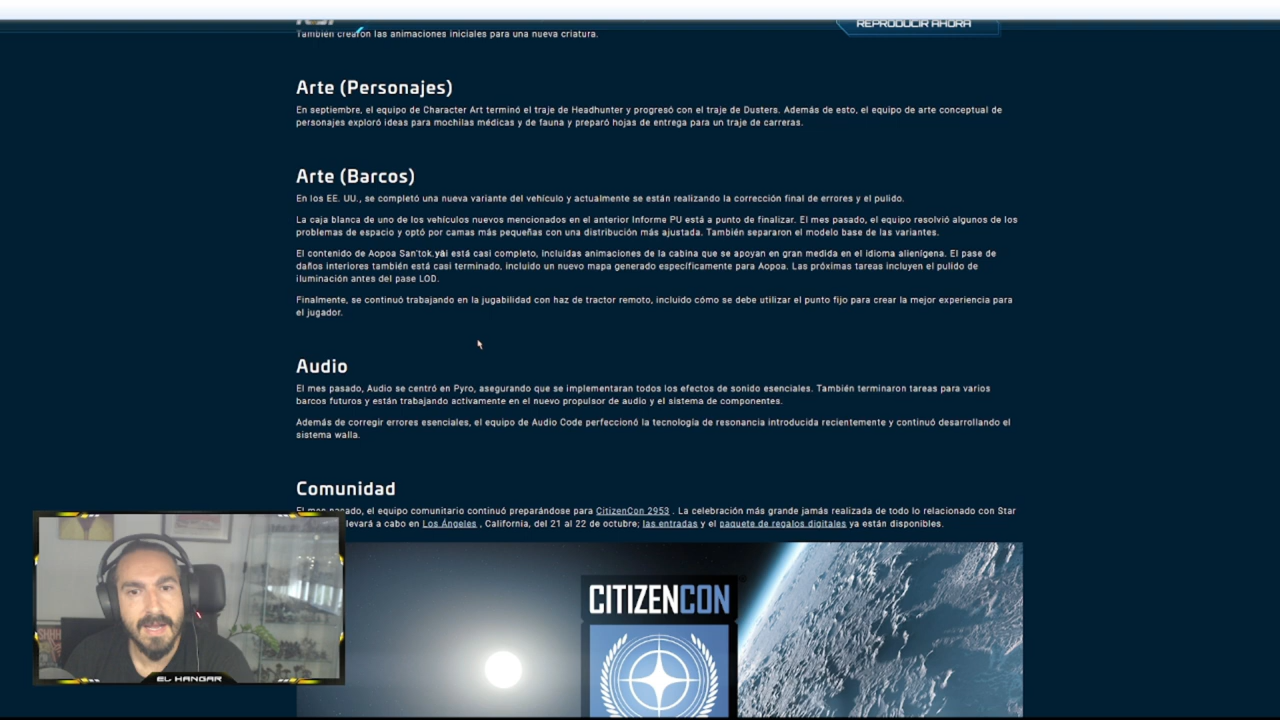 REPRODUCIR AHORA
También crearon las animaciones iniciales para una nueva criatura.
Arte (Personajes)
En septiembre, el equipo de Character Art terminó el traje de Headhunter y progresó con el traje de Dusters. Además de esto, el equipo de arte conceptual de
personajes exploró ideas para mochilas médicas y de fauna y preparó hojas de entrega para un traje de carreras.
Arte (Barcos)
En los EE. UU., se completó una nueva variante del vehículo y actualmente se están realizando la corrección final de errores y el pulido.
La caja blanca de uno de los vehículos nuevos mencionados en el anterior Informe PU está a punto de finalizar. El mes pasado, el equipo resolvió algunos de los
problemas de espacio y optó por camas más pequeñas con una distribución más ajustada. También separaron el modelo base de las variantes.
El contenido de Aopoa San'tok.yāi está casi completo, incluidas animaciones de la cabina que se apoyan en gran medida en el idioma alienígena. El pase de
daños interiores también está casi terminado, incluido un nuevo mapa generado específicamente para Aopoa. Las próximas tareas incluyen el pulido de
iluminación antes del pase LOD.
Finalmente, se continuó trabajando en la jugabilidad con haz de tractor remoto, incluido cómo se debe utilizar el punto fijo para crear la mejor experiencia para
el jugador.
Audio
El mes pasado, Audio se centró en Pyro, asegurando que se implementaran todos los efectos de sonido esenciales. También terminaron tareas para varios
barcos futuros y están trabajando activamente en el nuevo propulsor de audio y el sistema de componentes.
Además de corregir errores esenciales, el equipo de Audio Code perfeccionó la tecnología de resonancia introducida recientemente y continuó desarrollando el
sistema walla.
Comunidad
El mes pasado, el equipo comunitario continuó preparándose para CitizenCon 2953 . La celebración más grande jamás realizada de todo lo relacionado con Star
llevará a cabo en Los Ángeles , California, del 21 al 22 de octubre; las entradas y el paquete de regalos digitales ya están disponibles.
CITIZENCON
EL HANGAR